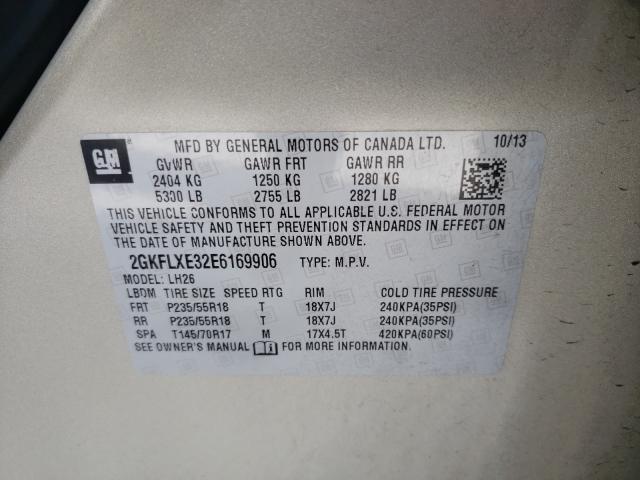 GM MFD BY GENERAL MOTORS OF CANADA LTD. 10/13
GVWR GAWR FRT GAWR RR
2404 KG 1250 KG 1280 KG
5300 LB 2755 LB 2821 LB
THIS VEHICLE CONFORMS TO ALL APPLICABLE U.S. FEDERAL MOTOR
VEHICLE SAFETY AND THEFT PREVENTION STANDARDS IN EFFECT ON
THE DATE OF MANUFACTURE SHOWN ABOVE.
2GKFLXE32E6169906 TYPE: M.P.V.
MODEL: LH26
LBDM TIRE SIZE SPEED RTG RIM COLD TIRE PRESSURE
FRT P235/55R18 T 18X7J 240KPA(35PSI)
RR P235/55R18 T 18X7J 240KPA(35PSI)
SPA T145/70R17 M 17X4.5T 420KPA(60PSI)
SEE OWNER'S MANUAL FOR MORE INFORMATION.